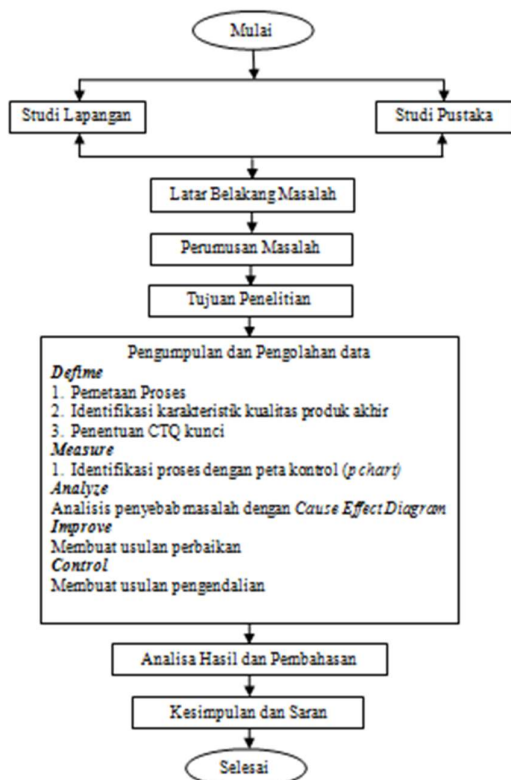 Mulai
Studi Lapangan
Studi Pustaka
Latar Belakang Masalah
Perumusan Masalah
Tujuan Penelitian
Pengumpulan dan Pengolahan data
Define
1. Pemetaan Proses
2. Identifikasi karakteristik kualitas produk akhir
3. Penentuan CTQ kunci
Measure
1. Identifikasi proses dengan peta kontrol (p chart)
Analyze
Analisis penyebab masalah dengan Cause Effect Diagram
Improve
Membuat usulan perbaikan
Control
Membuat usulan pengendalian
Analisa Hasil dan Pembahasan
Kesimpulan dan Saran
Selesai